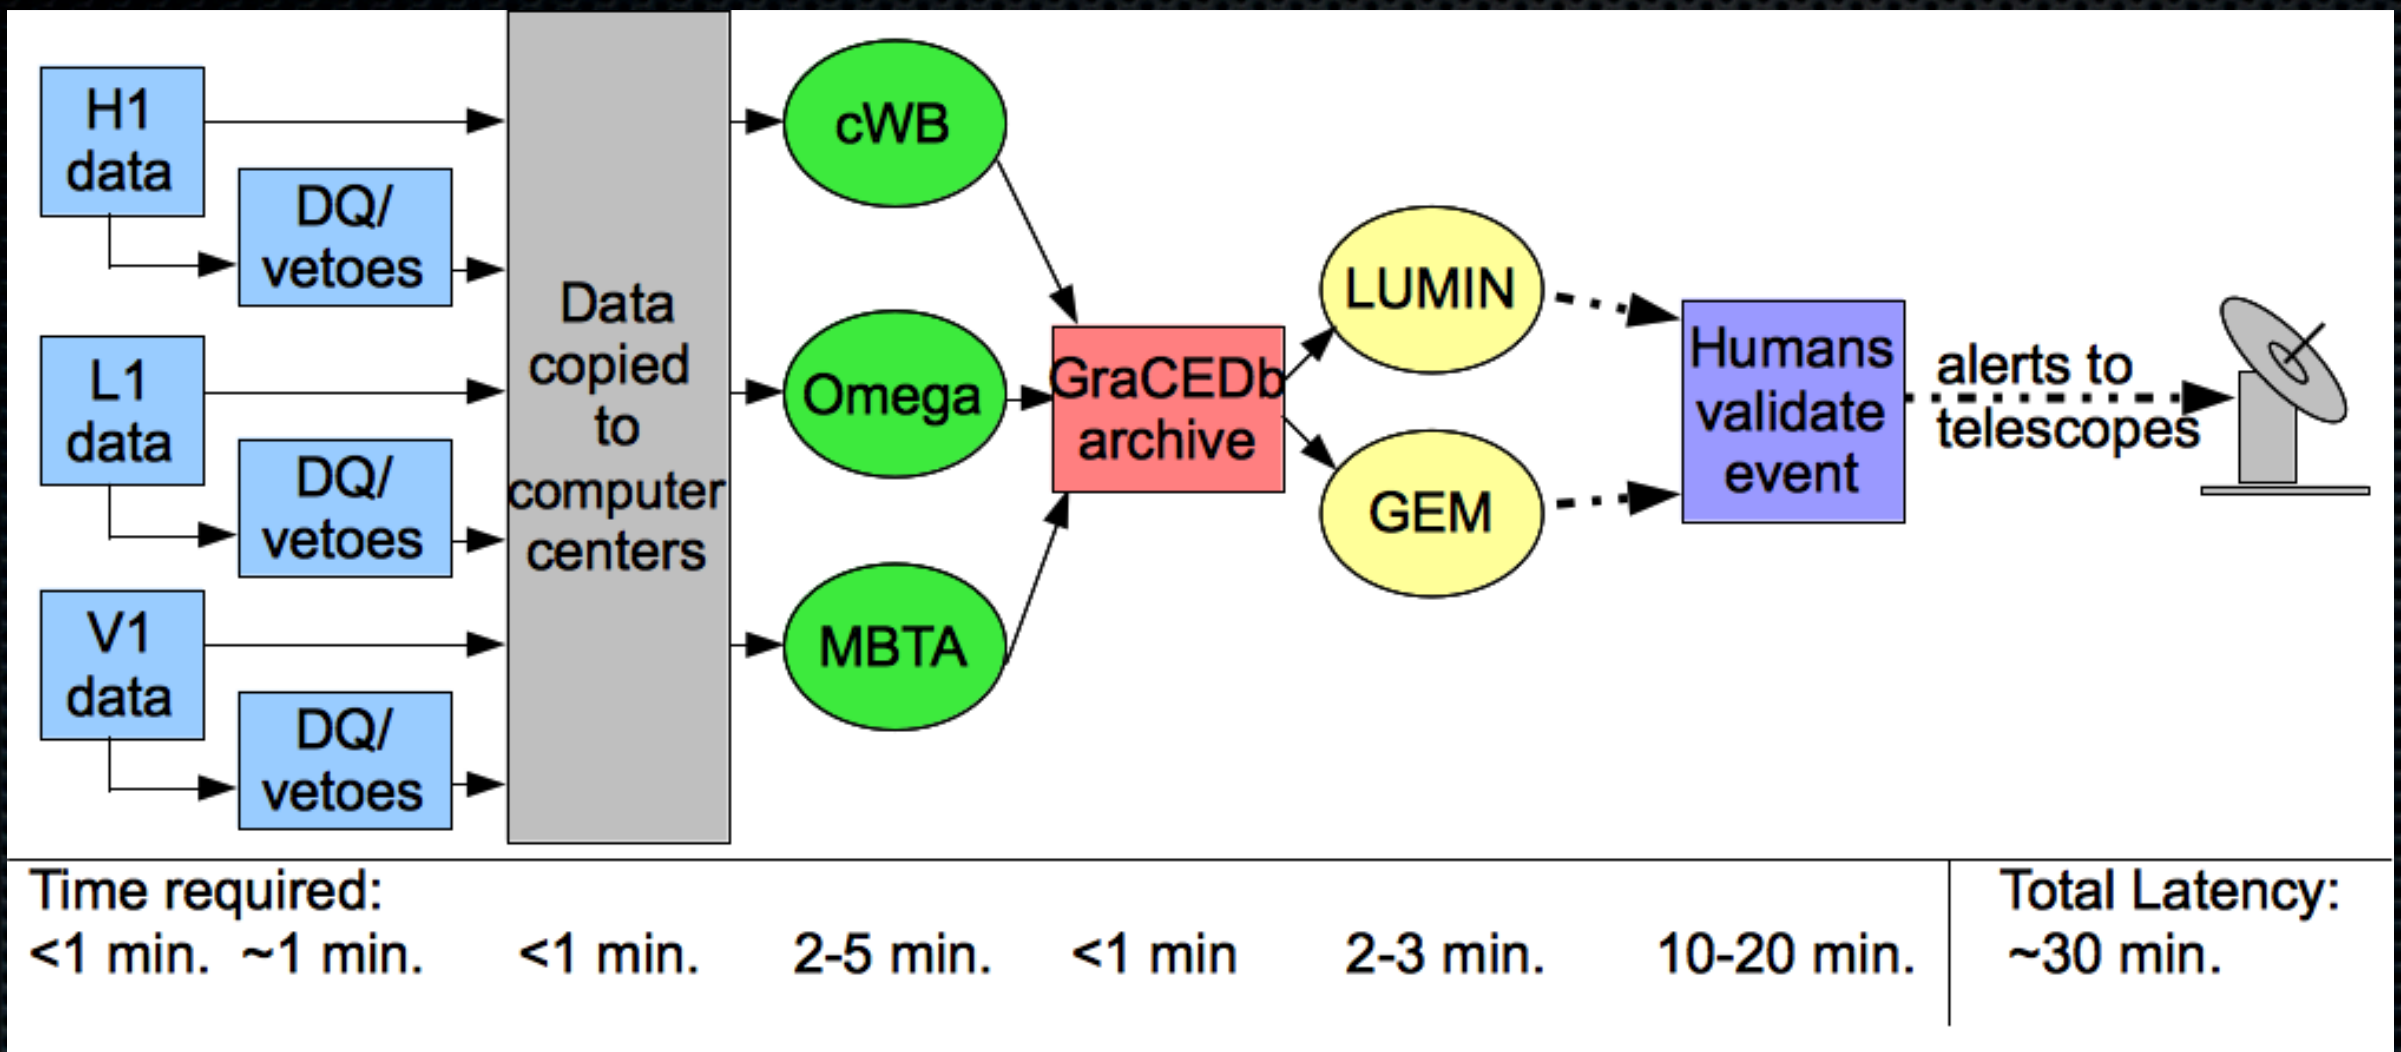 H1
data
DQ/
vetoes
L1
data
DQ/
vetoes
V1
data
DQ/
vetoes
Data
copied
to
computer
centers
cWB
Omega
MBTA
GraCEDb
archive
LUMIN
GEM
Humans
validate
event
alerts to
telescopes
Time required:
<1 min. ~1 min. <1 min. 2-5 min. <1 min 2-3 min. 10-20 min.
Total Latency:
~30 min.